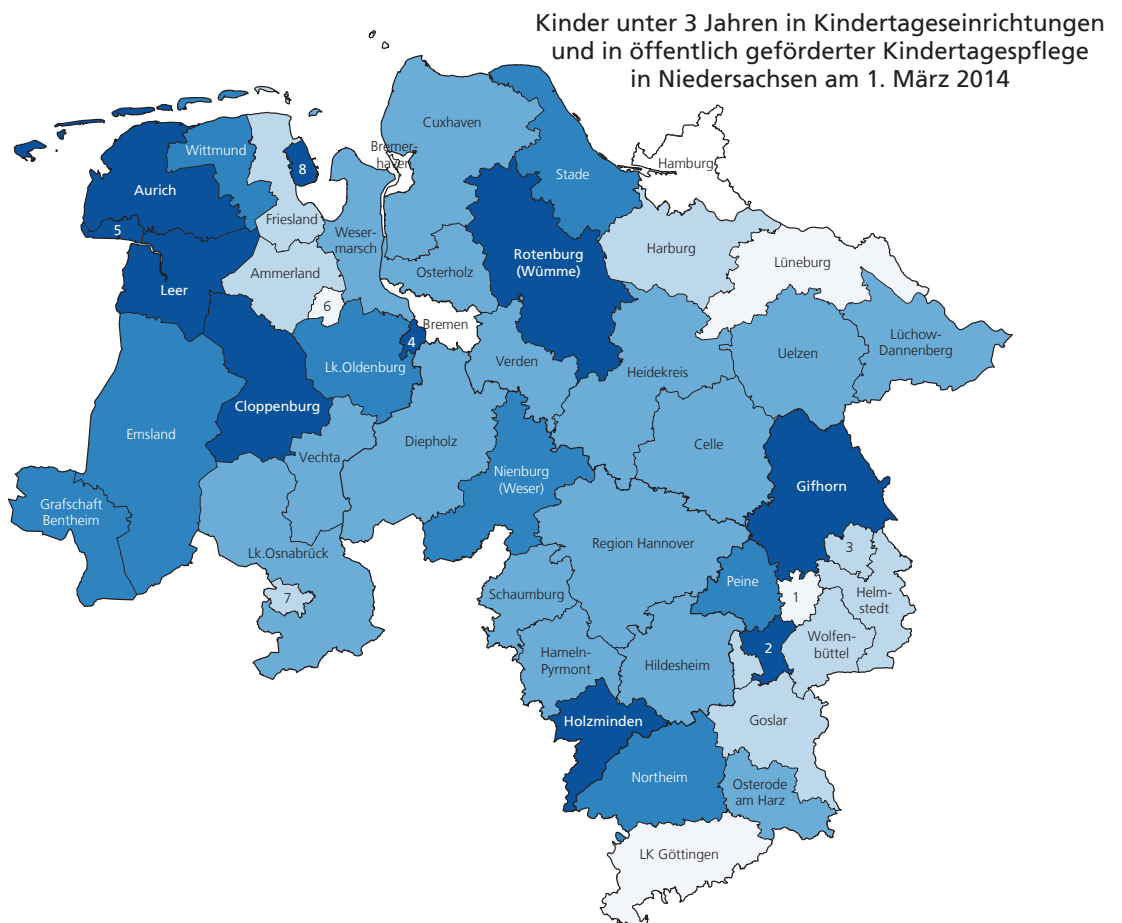 Kinder unter 3 Jahren in Kindertageseinrichtungen
und in öffentlich geförderter Kindertagespflege
in Niedersachsen am 1. März 2014
Cuxhaven
Bremer-
haven
Wittmund
8
Hamburg
Stade
Aurich
Friesland
5
Weser-
marsch
Harburg
Rotenburg
(Wümme)
Lüneburg
Ammerland
Osterholz
Leer
6
Bremen
4
Lüchow-
Dannenberg
Uelzen
Verden
Lk.Oldenburg
Heidekreis
Cloppenburg
Emsland
Diepholz
Celle
Vechta
Nienburg
(Weser)
Gifhorn
Grafschaft
Bentheim
Region Hannover
3
Lk.Osnabrück
Peine
Schaumburg
7
1
Helm-
stedt
Wolfen-
büttel
2
Hameln-
Pyrmont
Hildesheim
Holzminden
Goslar
Northeim
Osterode
am Harz
LK Göttingen